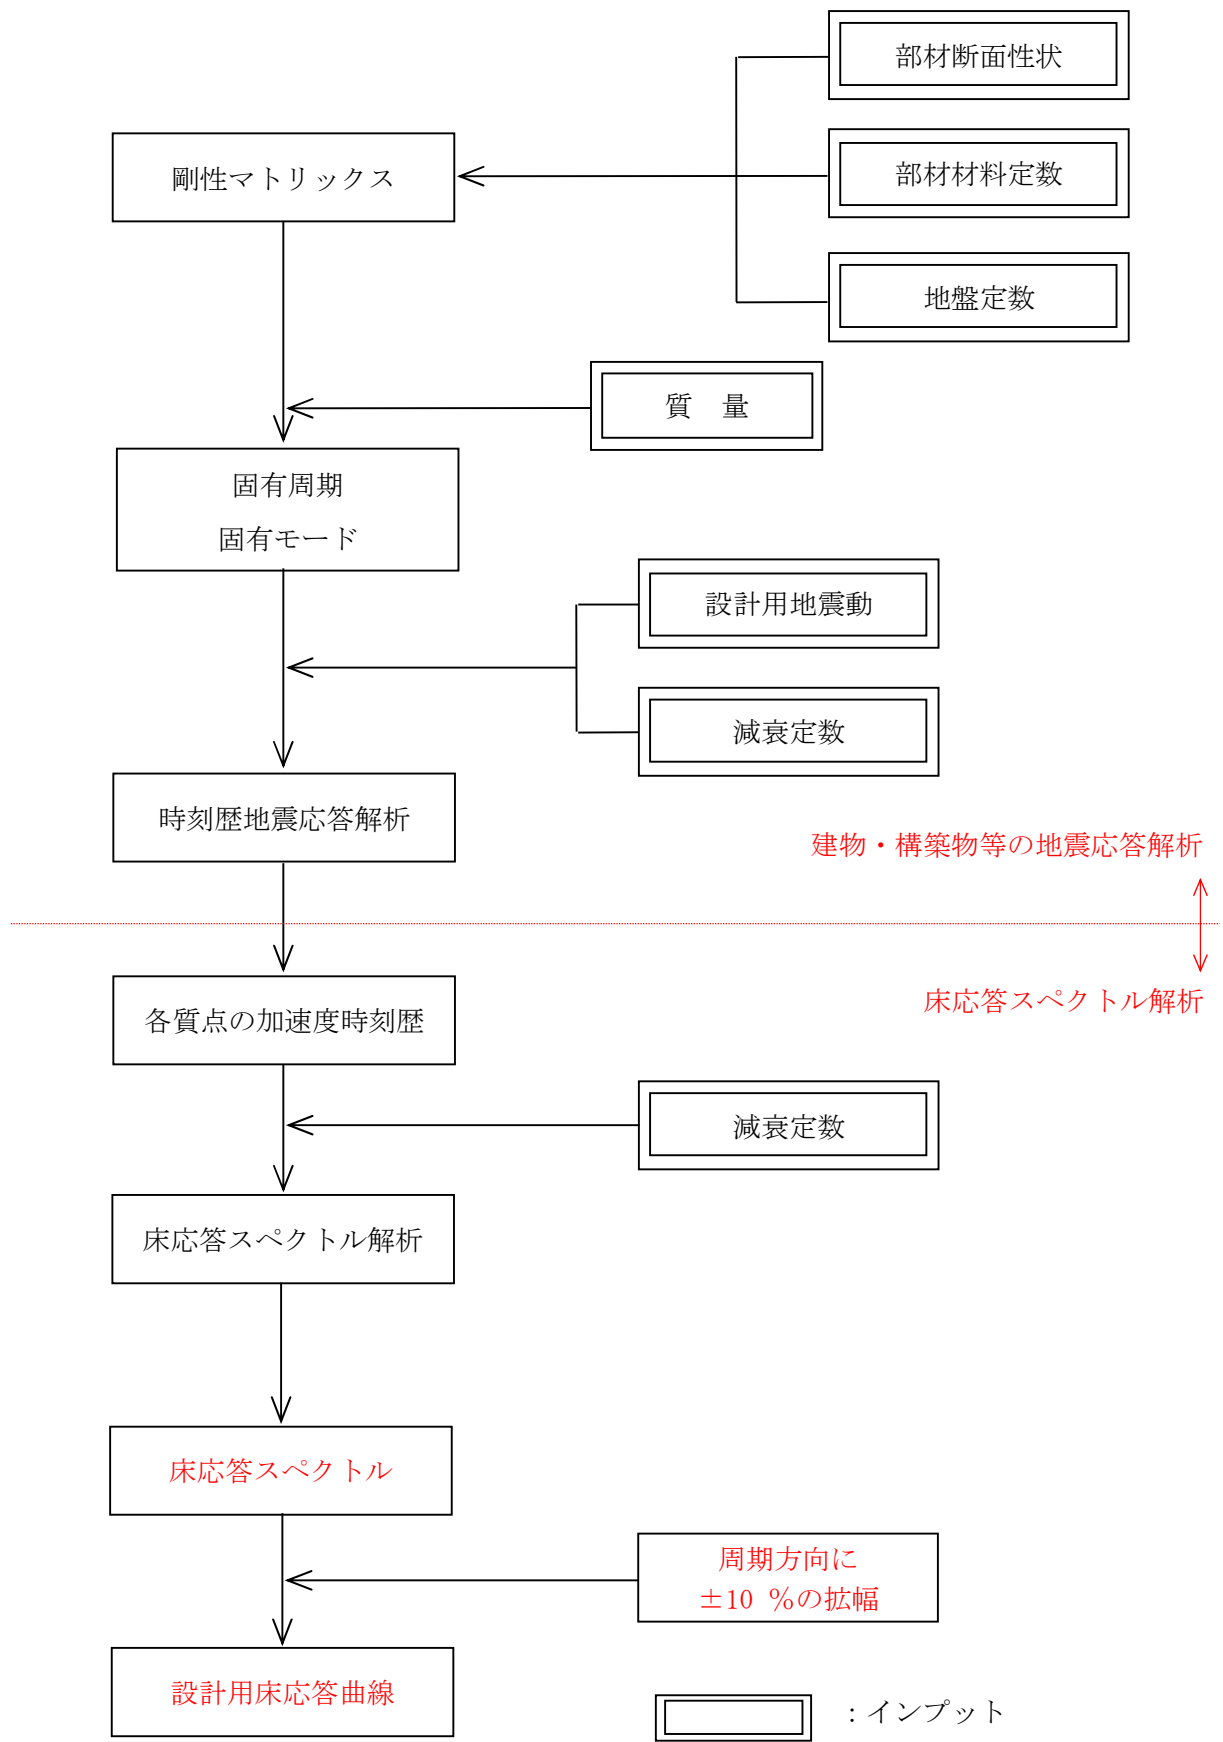 部材断面性状
部材材料定数
剛性マトリックス
地盤定数
質　量
固有周期
固有モード
設計用地震動
減衰定数
時刻歴地震応答解析
建物・構築物等の地震応答解析
床応答スペクトル解析
各質点の加速度時刻歴
減衰定数
床応答スペクトル解析
床応答スペクトル
周期方向に
±10 %の拡幅
設計用床応答曲線
：インプット